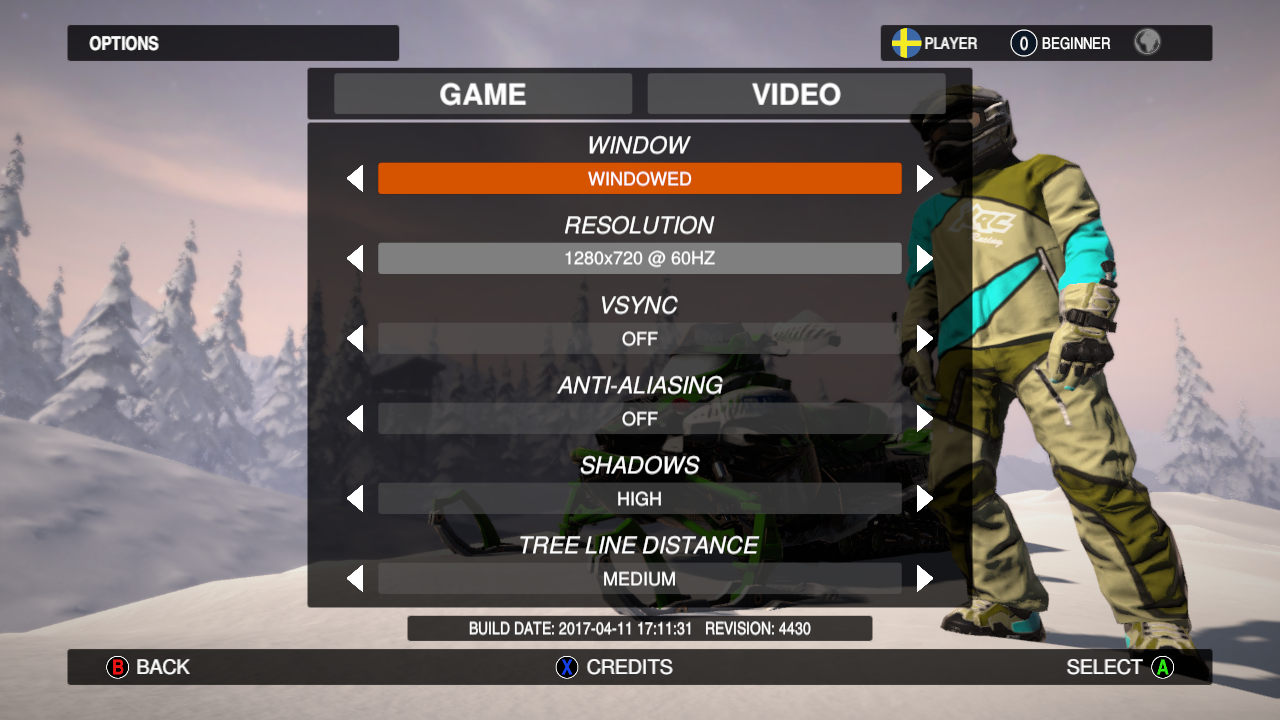 OPTIONS
PLAYER 0 BEGINNER
GAME VIDEO
WINDOW
WINDOWED
RESOLUTION
1280x720 @ 60HZ
VSYNC
OFF
ANTI-ALIASING
OFF
SHADOWS
HIGH
TREE LINE DISTANCE
MEDIUM
BUILD DATE: 2017-04-11 17:11:31 REVISION: 4430
B BACK X CREDITS SELECT A
Racing